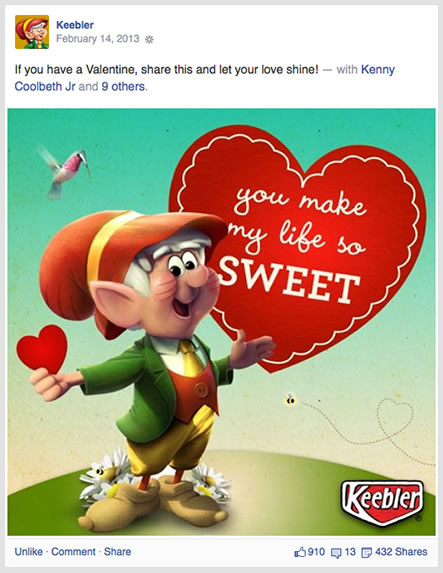 Keebler
February 14, 2013
If you have a Valentine, share this and let your love shine! — with Kenny
Coolbeth Jr and 9 others.
you make
my life so
SWEET
Keebler
Unlike · Comment · Share
910 13 432 Shares